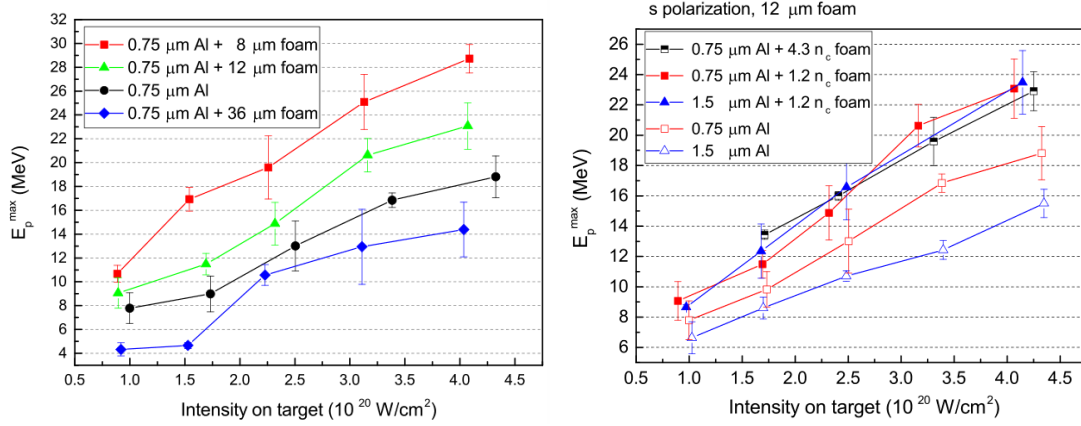 32
30
28
26
24
22
20
18
16
14
12
10
8
6
4
E_p^max (MeV)
0.75 μm Al + 8 μm foam
0.75 μm Al + 12 μm foam
0.75 μm Al
0.75 μm Al + 36 μm foam
0.5 1.0 1.5 2.0 2.5 3.0 3.5 4.0 4.5
Intensity on target (10 ²⁰ W/cm²)
s polarization, 12 μm foam
26
24
22
20
18
16
14
12
10
8
6
E_p^max (MeV)
0.75 μm Al + 4.3 n_c foam
0.75 μm Al + 1.2 n_c foam
1.5 μm Al + 1.2 n_c foam
0.75 μm Al
1.5 μm Al
0.5 1.0 1.5 2.0 2.5 3.0 3.5 4.0 4.5
Intensity on target (10 ²⁰ W/cm²)